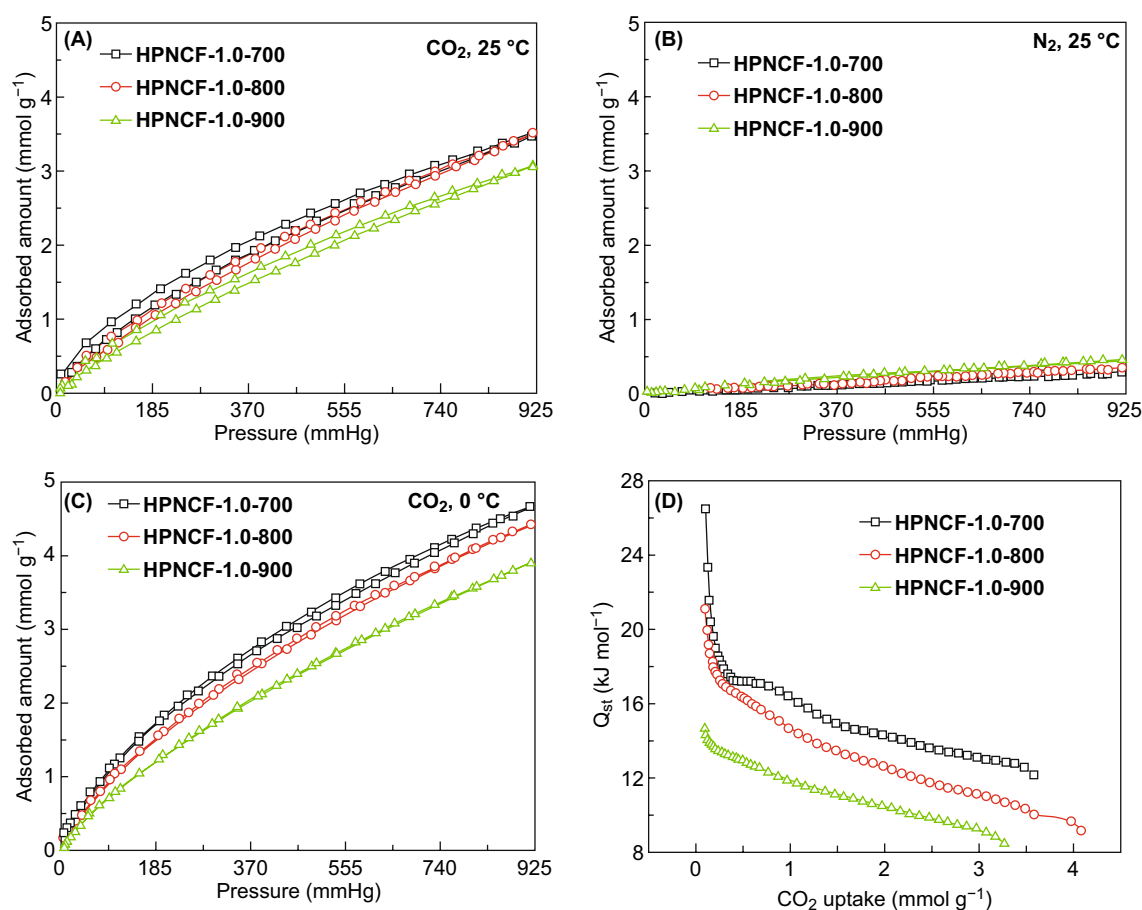 (A)
CO₂, 25 °C
HPNCF-1.0-700
HPNCF-1.0-800
HPNCF-1.0-900
Adsorbed amount (mmol g⁻¹)
5
4
3
2
1
0
0 185 370 555 740 925
Pressure (mmHg)
(B)
N₂, 25 °C
HPNCF-1.0-700
HPNCF-1.0-800
HPNCF-1.0-900
Adsorbed amount (mmol g⁻¹)
5
4
3
2
1
0
0 185 370 555 740 925
Pressure (mmHg)
(C)
CO₂, 0 °C
HPNCF-1.0-700
HPNCF-1.0-800
HPNCF-1.0-900
Adsorbed amount (mmol g⁻¹)
5
4
3
2
1
0
0 185 370 555 740 925
Pressure (mmHg)
(D)
HPNCF-1.0-700
HPNCF-1.0-800
HPNCF-1.0-900
Qst (kJ mol⁻¹)
28
24
20
16
12
8
0 1 2 3 4
CO₂ uptake (mmol g⁻¹)